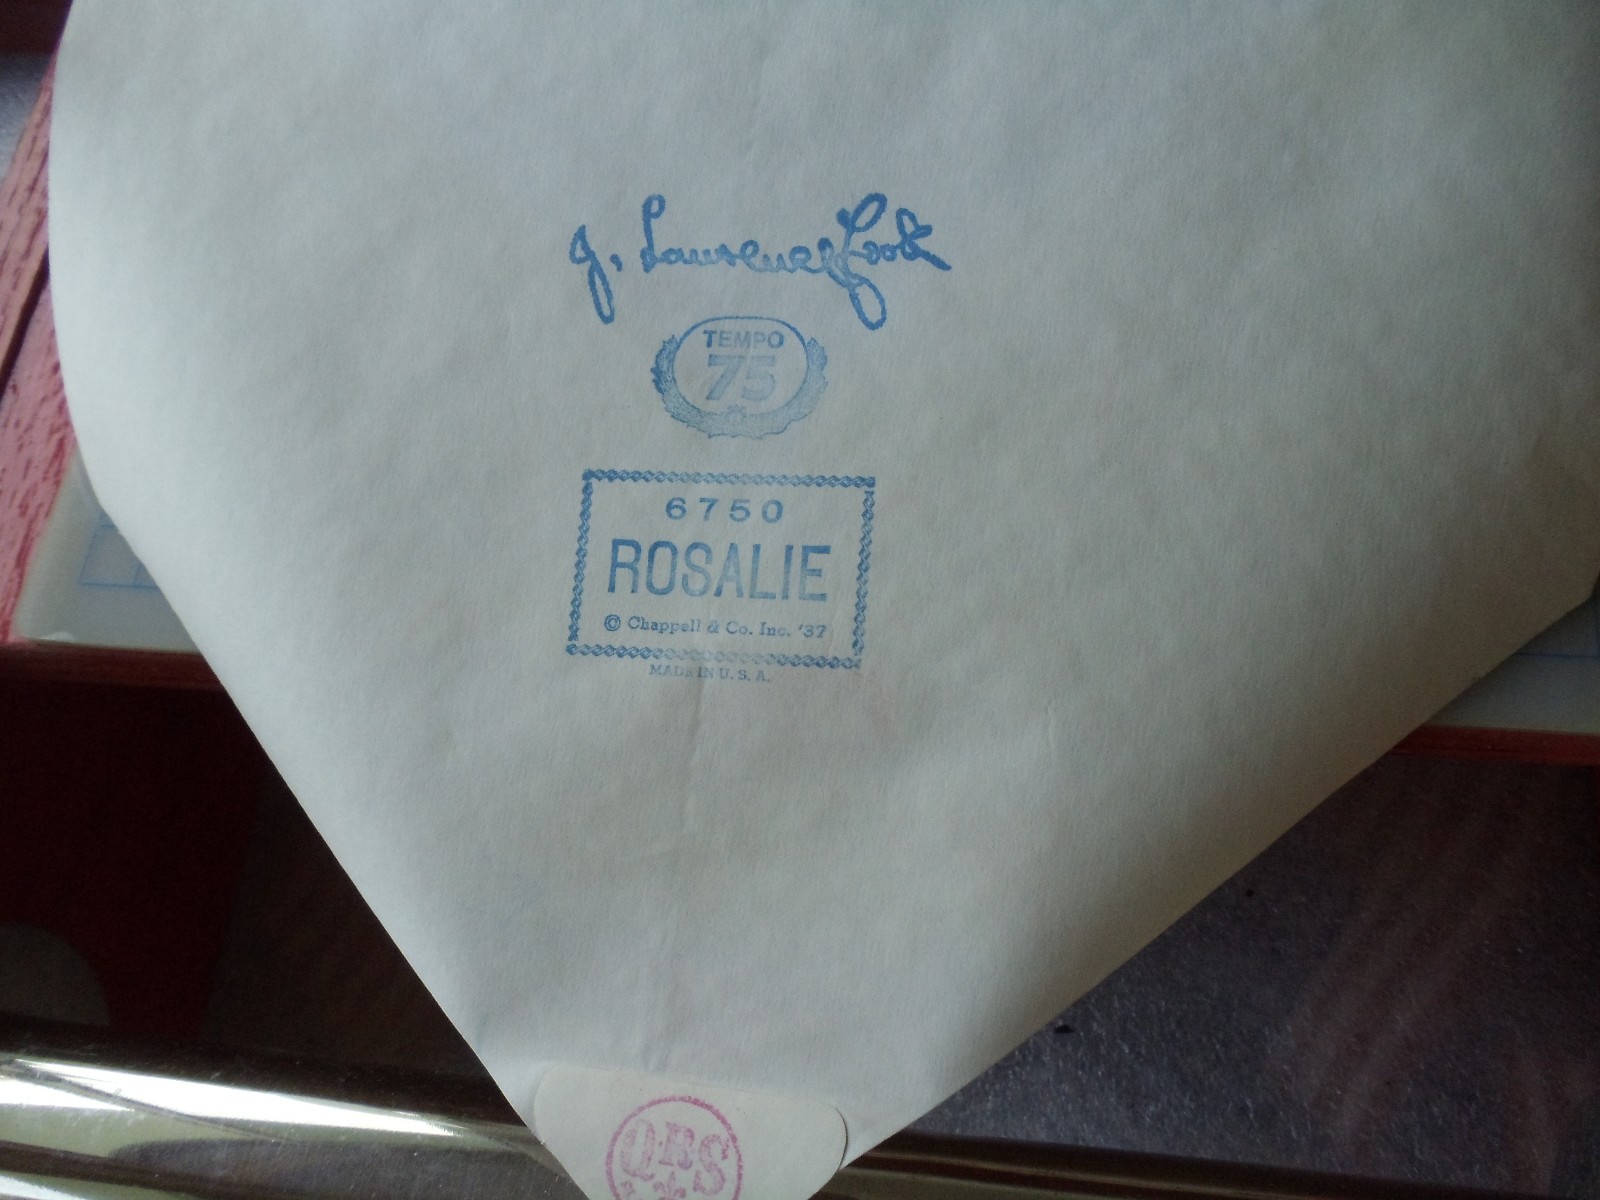 J. Lawrence Cook
TEMPO
75
6750
ROSALIE
© Chappell & Co. Inc. '37
MADE IN U. S. A.
QRS